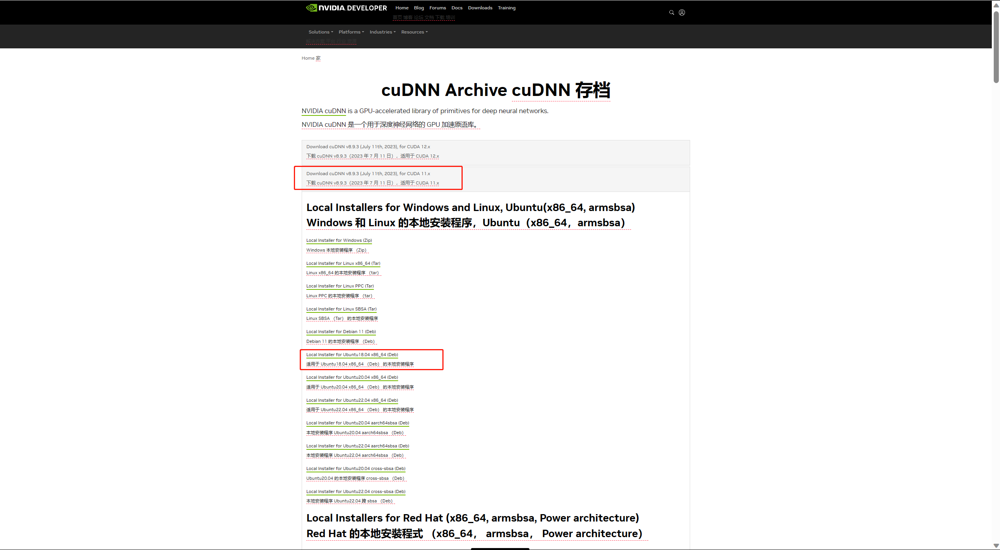 NVIDIA. DEVELOPER Home Blog Forums Docs Downloads Training
首页 博客 论坛 文档 下载 培训
Solutions Platforms Industries Resources
解决方案 平台 行业 资源
Home 家
cuDNN Archive cuDNN 存档
NVIDIA cuDNN is a GPU-accelerated library of primitives for deep neural networks.
NVIDIA cuDNN 是一个用于深度神经网络的 GPU 加速原语库。
Download cuDNN v8.9.3 (July 11th, 2023), for CUDA 12.x
下载 cuDNN v8.9.3（2023 年 7 月 11 日），适用于 CUDA 12.x
Download cuDNN v8.9.3 (July 11th, 2023), for CUDA 11.x
下载 cuDNN v8.9.3（2023 年 7 月 11 日），适用于 CUDA 11.x
Local Installers for Windows and Linux, Ubuntu(x86_64, armsbsa)
Windows 和 Linux 的本地安装程序，Ubuntu（x86_64，armsbsa）
Local Installer for Windows (Zip)
Windows 本地安装程序 （Zip）
Local Installer for Linux x86_64 (Tar)
Linux x86_64 的本地安装程序 （tar）
Local Installer for Linux PPC (Tar)
Linux PPC 的本地安装程序 （tar）
Local Installer for Linux SBSA (Tar)
Linux SBSA （Tar） 的本地安装程序
Local Installer for Debian 11 (Deb)
Debian 11 的本地安装程序 （Deb）
Local Installer for Ubuntu18.04 x86_64 (Deb)
适用于 Ubuntu18.04 x86_64 （Deb） 的本地安装程序
Local Installer for Ubuntu20.04 x86_64 (Deb)
适用于 Ubuntu20.04 x86_64 （Deb） 的本地安装程序
Local Installer for Ubuntu22.04 x86_64 (Deb)
适用于 Ubuntu22.04 x86_64 （Deb） 的本地安装程序
Local Installer for Ubuntu20.04 aarch64sbsa (Deb)
本地安装程序 Ubuntu20.04 aarch64sbsa （Deb）
Local Installer for Ubuntu22.04 aarch64sbsa (Deb)
本地安装程序 Ubuntu22.04 aarch64sbsa （Deb）
Local Installer for Ubuntu20.04 cross-sbsa (Deb)
Ubuntu20.04 的本地安装程序 cross-sbsa （Deb）
Local Installer for Ubuntu22.04 cross-sbsa (Deb)
本地安装程序 Ubuntu22.04 跨 sbsa （Deb）
Local Installers for Red Hat (x86_64, armsbsa, Power architecture)
Red Hat 的本地安裝程式 （x86_64， armsbsa， Power architecture）